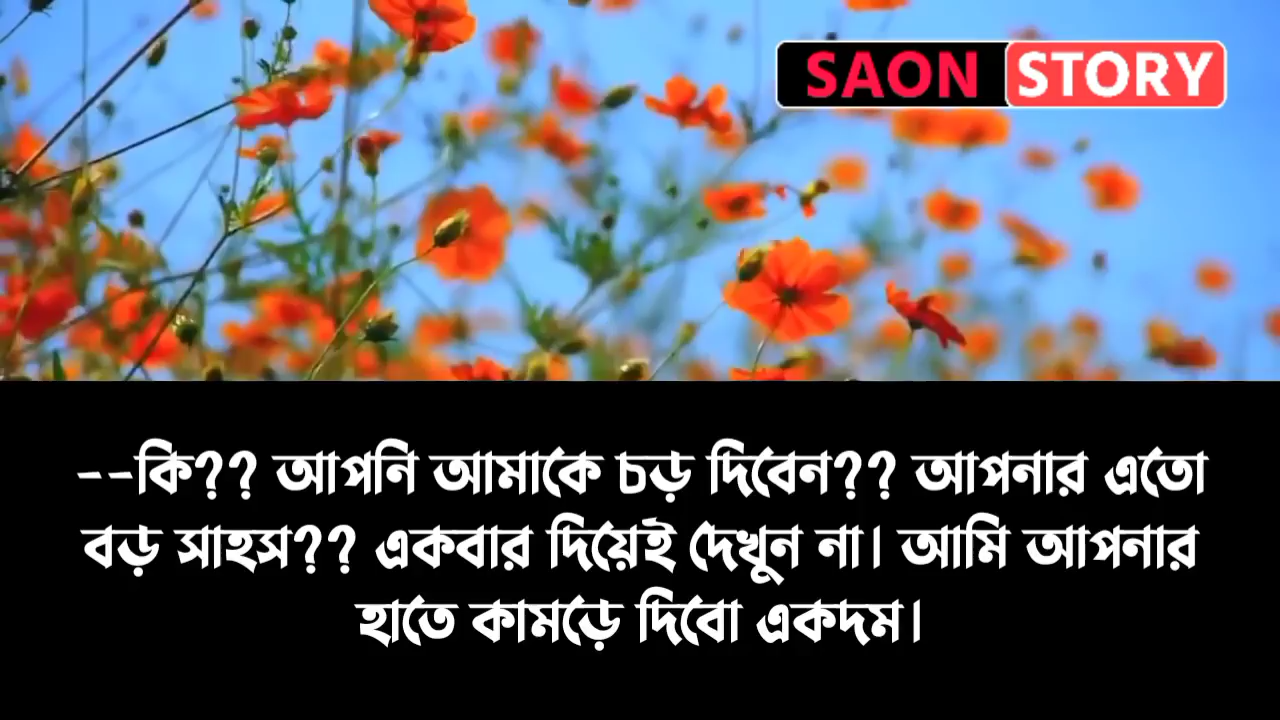 SAON STORY
--কি?? আপনি আমাকে চড় দিবেন?? আপনার এতো
বড় সাহস?? একবার দিয়েই দেখুন না। আমি আপনার
হাতে কামড়ে দিবো একদম।